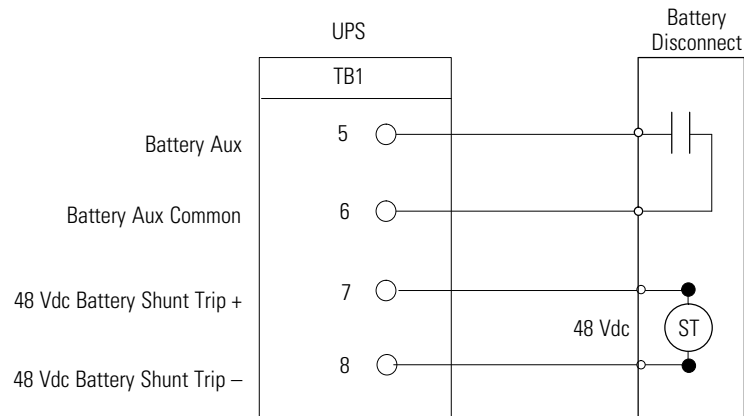 UPS
Battery
Disconnect
TB1
Battery Aux
5
Battery Aux Common
6
48 Vdc Battery Shunt Trip +
7
48 Vdc
ST
48 Vdc Battery Shunt Trip –
8